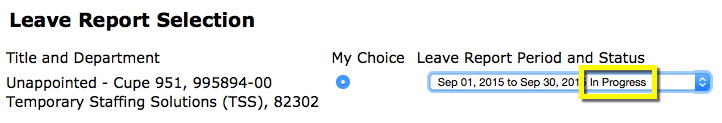 Leave Report Selection
Title and Department My Choice Leave Report Period and Status
Unappointed - Cupe 951, 995894-00 Sep 01, 2015 to Sep 30, 2015 In Progress
Temporary Staffing Solutions (TSS), 82302